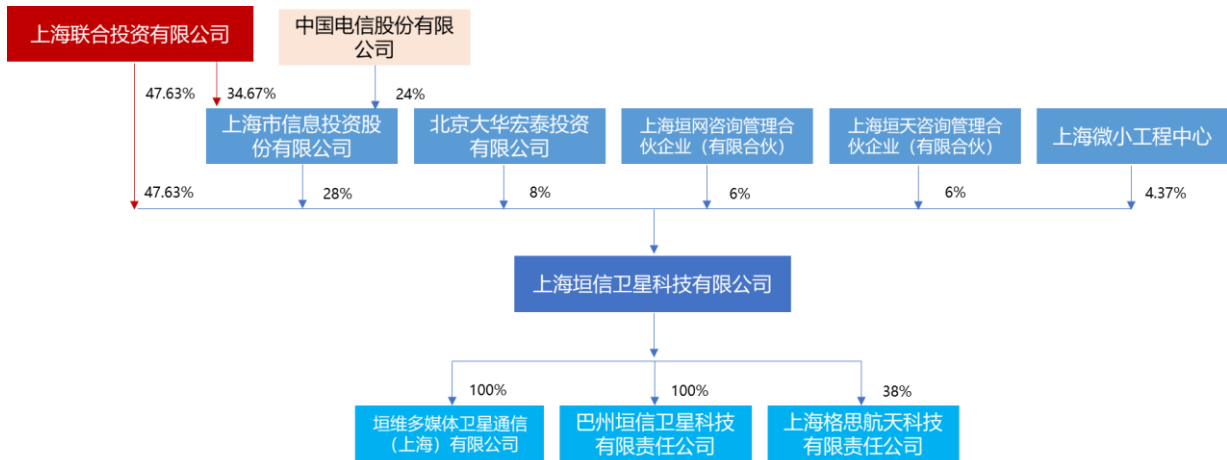 上海联合投资有限公司
中国电信股份有限
公司
47.63%
34.67%
24%
上海市信息投资股
份有限公司
北京大华宏泰投资
有限公司
上海垣网咨询管理合
伙企业（有限合伙）
上海垣天咨询管理合
伙企业（有限合伙）
上海微小工程中心
47.63%
28%
8%
6%
6%
4.37%
上海垣信卫星科技有限公司
100%
100%
38%
垣维多媒体卫星通信
（上海）有限公司
巴州垣信卫星科技
有限责任公司
上海格思航天科技
有限责任公司